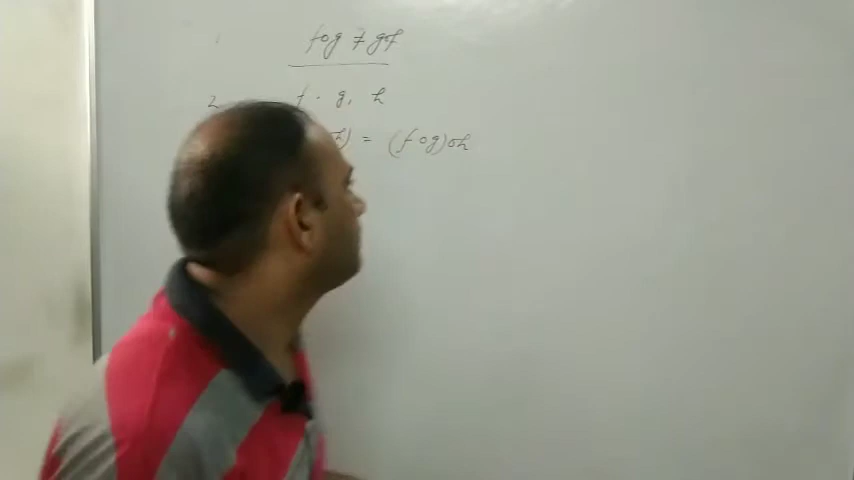 fog ≠ gof
2 f . g, h
h) = (fog)oh